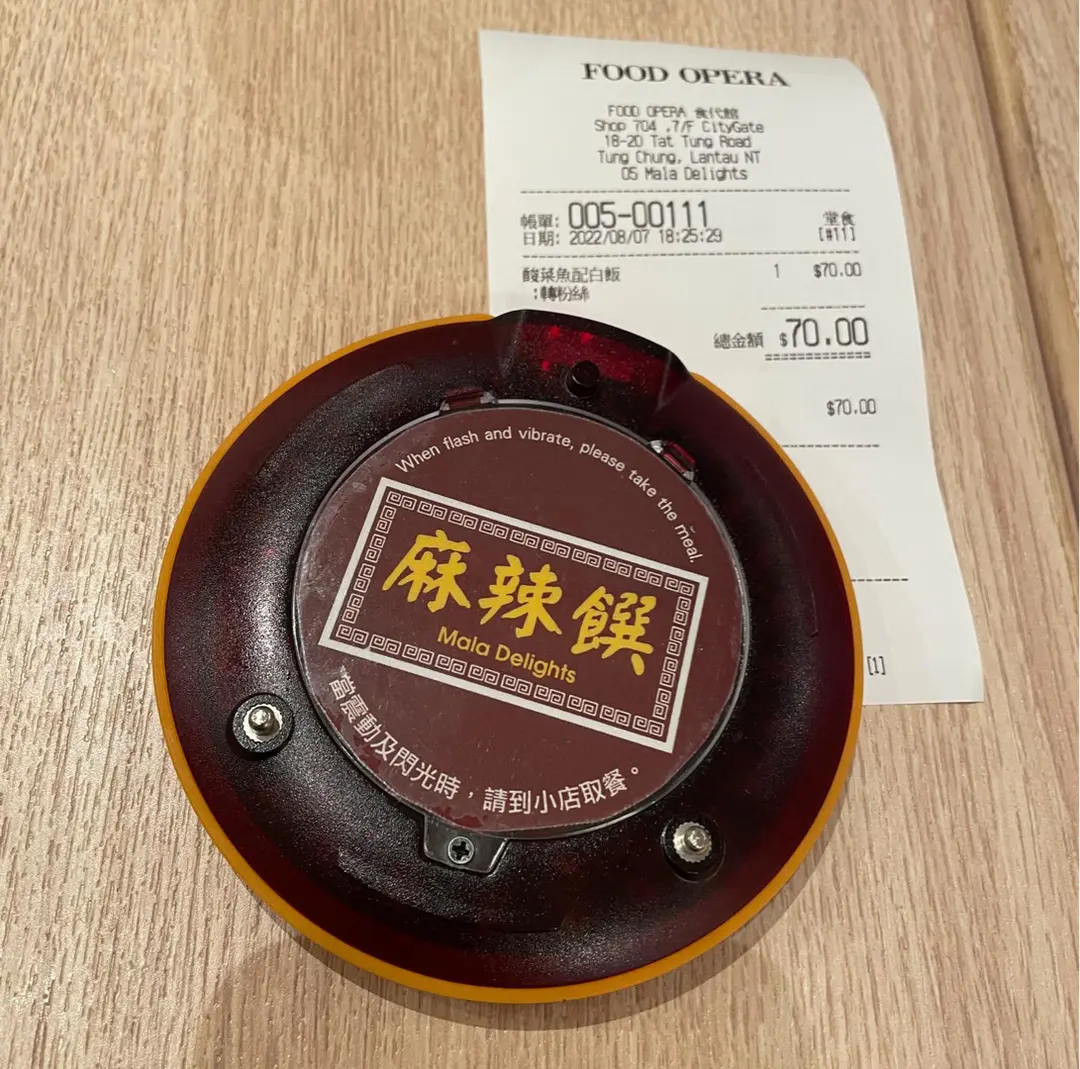 FOOD OPERA
FOOD OPERA 食代館
Shop 704 ,7/F CityGate
18-20 Tat Tung Road
Tung Chung, Lantau NT
05 Mala Delights
帳單: 005-00111 堂食
日期: 2022/08/07 18:25:29 [#11]
酸菜魚配白飯 1 $70.00
:轉粉絲
總金額 $70.00
$70.00
[1]
When flash and vibrate, please take the meal.
麻辣饌
Mala Delights
當震動及閃光時，請到小店取餐。